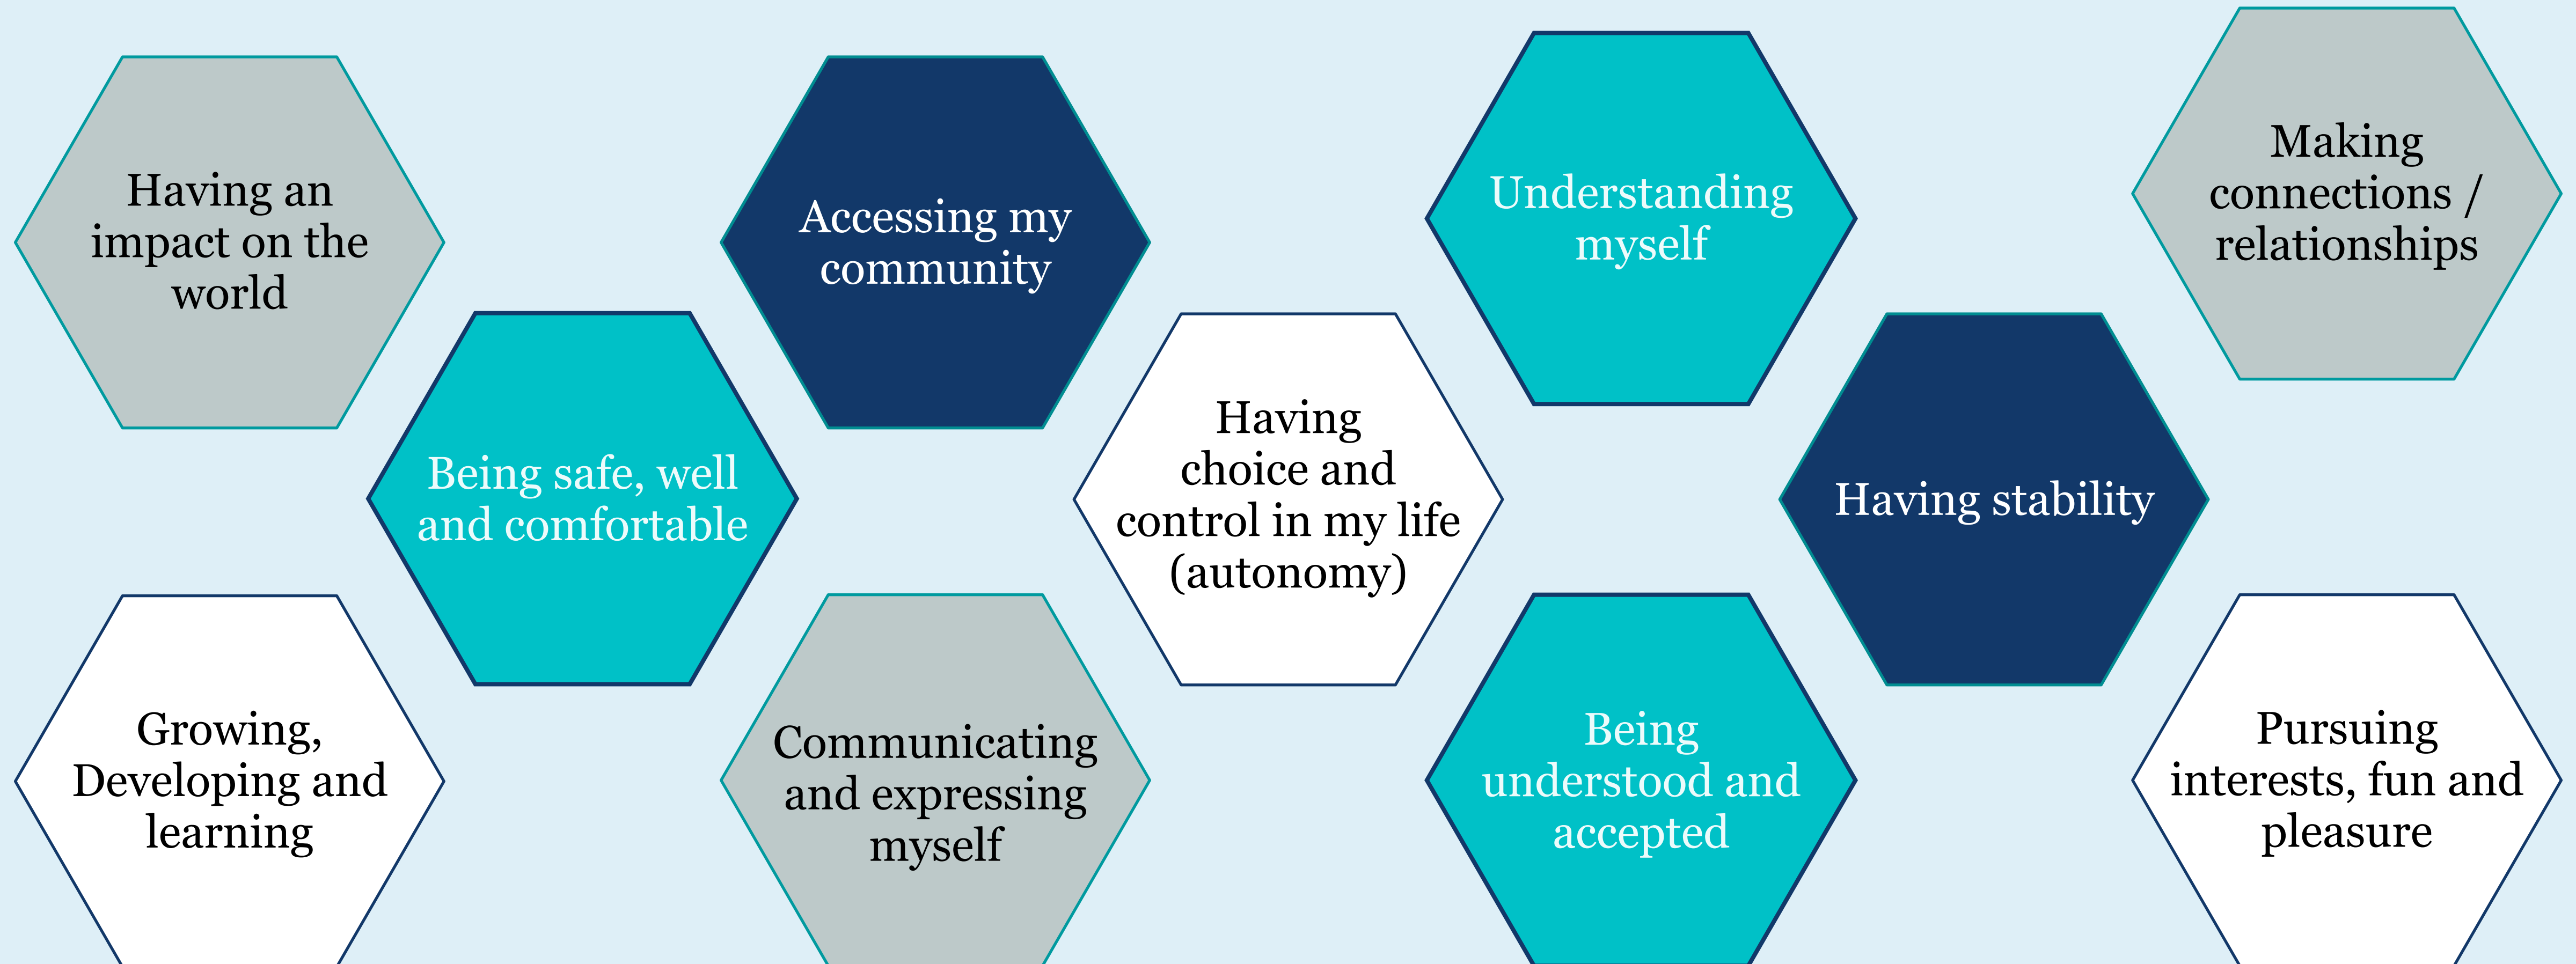 Having an
impact on the
world
Accessing my
community
Understanding
myself
Making
connections /
relationships
Being safe, well
and comfortable
Having
choice and
control in my life
(autonomy)
Having stability
Growing,
Developing and
learning
Communicating
and expressing
myself
Being
understood and
accepted
Pursuing
interests, fun and
pleasure